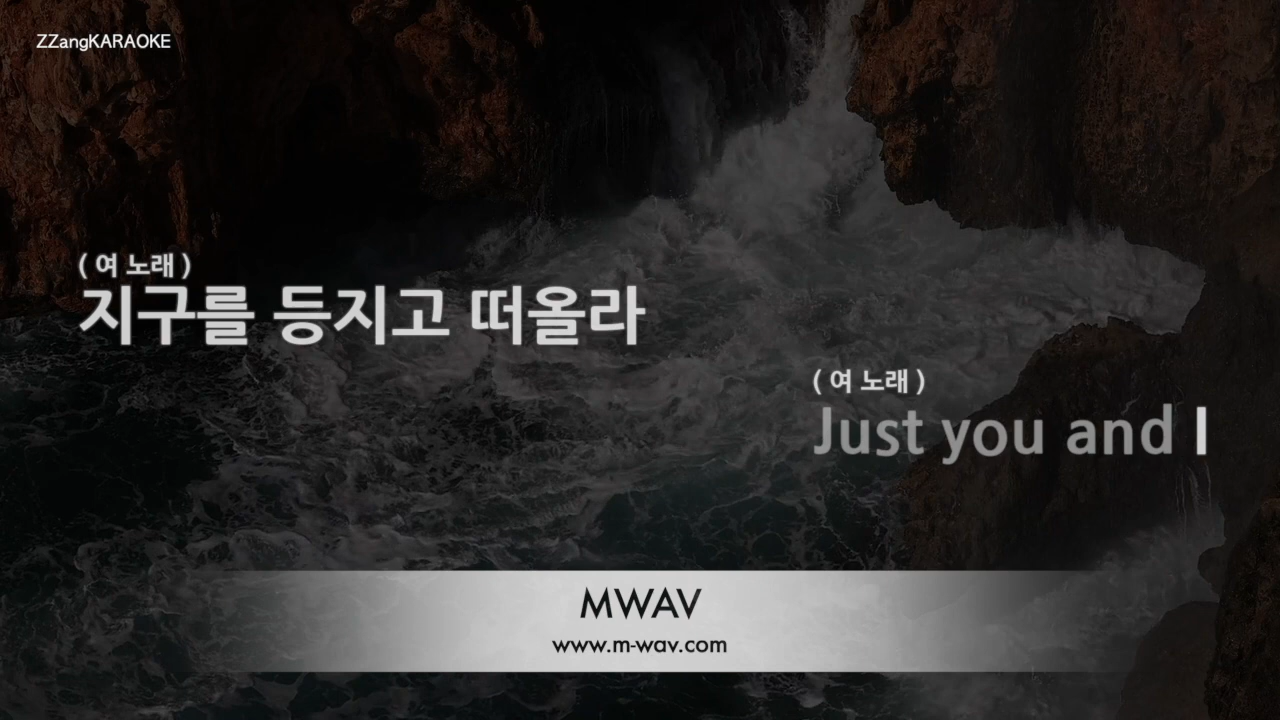 ZZangKARAOKE
( 여 노래 )
지구를 등지고 떠올라
( 여 노래 )
Just you and I
MWAV
www.m-wav.com